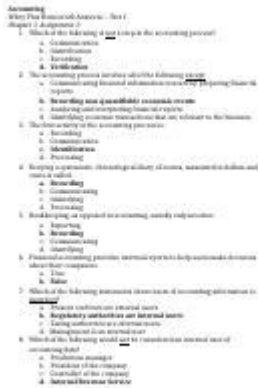 Accounting
Wiley Plus Homework Answers – Part 1
Chapter 1 Assignment 2
1. Which of the following is not a step in the accounting process?
a. Communication
b. Identification
c. Recording
d. Verification
2. The accounting process involves all of the following except
a. Communicating financial information to users by preparing financial
reports
b. Recording non-quantifiable economic events
c. Analyzing and interpreting financial reports
d. Identifying economic transactions that are relevant to the business
3. The first activity of the accounting process is
a. Recording
b. Communicating
c. Identification
d. Processing
4. Keeping a systematic, chronological diary of events, measured in dollars and
cents is called
a. Recording
b. Communicating
c. Identifying
d. Processing
5. Bookkeeping, as opposed to accounting, usually only involves
a. Reporting
b. Recording
c. Communicating
d. Identifying
6. Financial accounting provides internal reports to help users make decisions
about their companies.
a. True
b. False
7. Which of the following statements about users of accounting information is
incorrect?
a. Present creditors are external users
b. Regulatory authorities are internal users
c. Taxing authorities are external users
d. Management is an internal user
8. Which of the following would not be considered an internal user of
accounting data?
a. Production manager
b. President of the company
c. Controller of the company
d. Internal Revenue Service